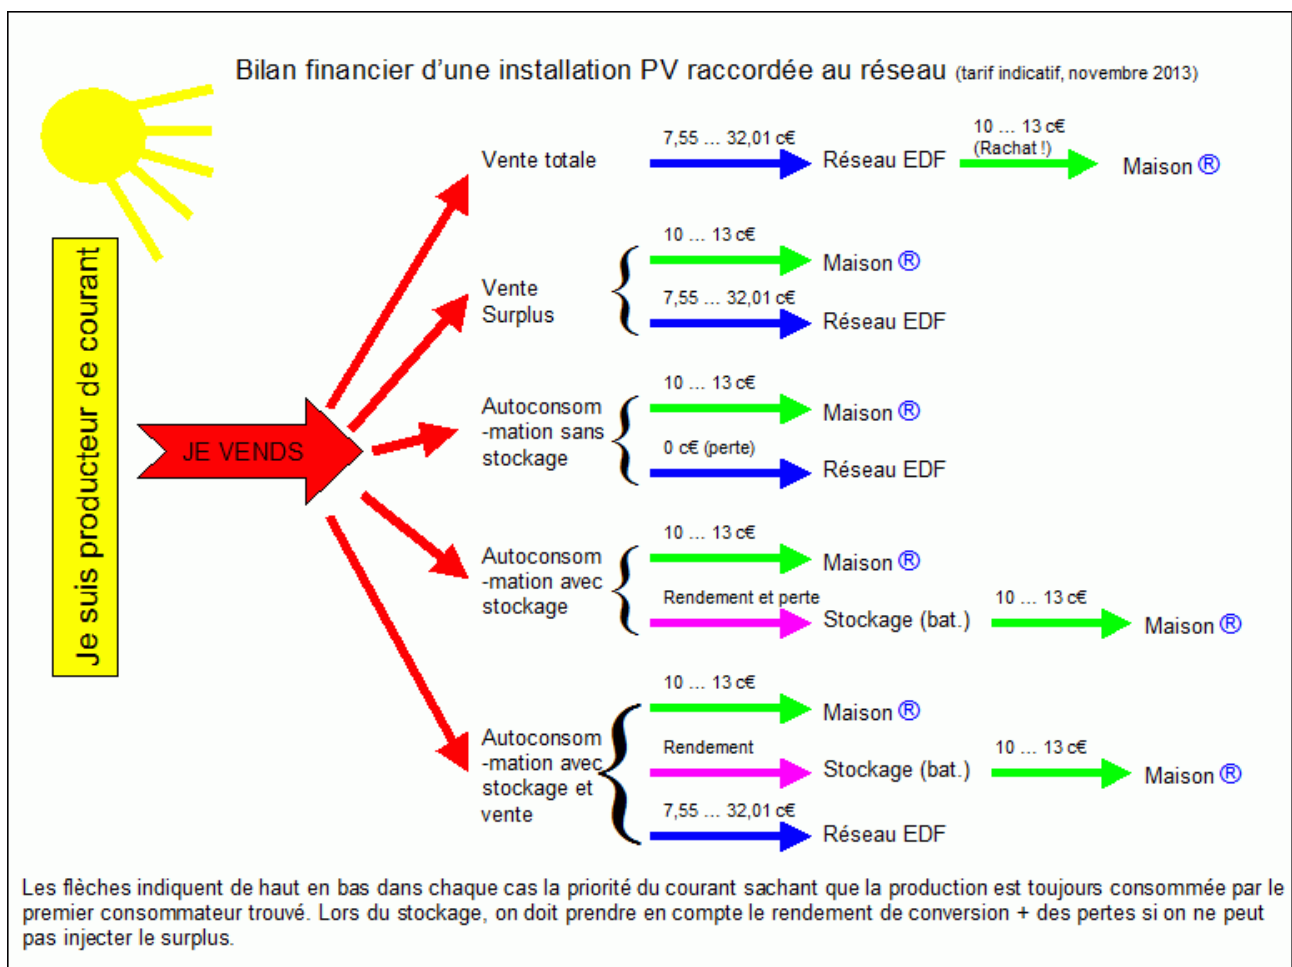 Bilan financier d'une installation PV raccordée au réseau (tarif indicatif, novembre 2013)
Je suis producteur de courant
JE VENDS
Vente totale
7,55 ... 32,01 c€
Réseau EDF
10 ... 13 c€
(Rachat !)
Maison ®
Vente
Surplus
10 ... 13 c€
Maison ®
7,55 ... 32,01 c€
Réseau EDF
Autoconsom
-mation sans
stockage
10 ... 13 c€
Maison ®
0 c€ (perte)
Réseau EDF
Autoconsom
-mation avec
stockage
10 ... 13 c€
Maison ®
Rendement et perte
Stockage (bat.)
10 ... 13 c€
Maison ®
Autoconsom
-mation avec
stockage et
vente
10 ... 13 c€
Maison ®
Rendement
Stockage (bat.)
10 ... 13 c€
Maison ®
7,55 ... 32,01 c€
Réseau EDF
Les flèches indiquent de haut en bas dans chaque cas la priorité du courant sachant que la production est toujours consommée par le
premier consommateur trouvé. Lors du stockage, on doit prendre en compte le rendement de conversion + des pertes si on ne peut
pas injecter le surplus.